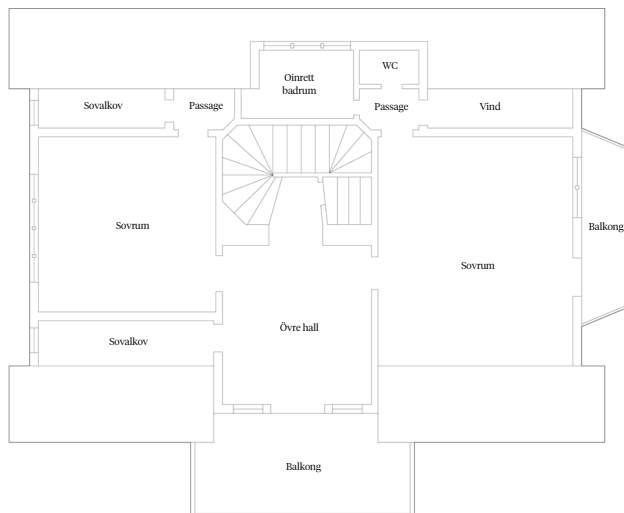 WC
Oinrett
badrum
Sovalkov
Passage
Passage
Vind
Sovrum
Balkong
Sovrum
Övre hall
Sovalkov
Balkong